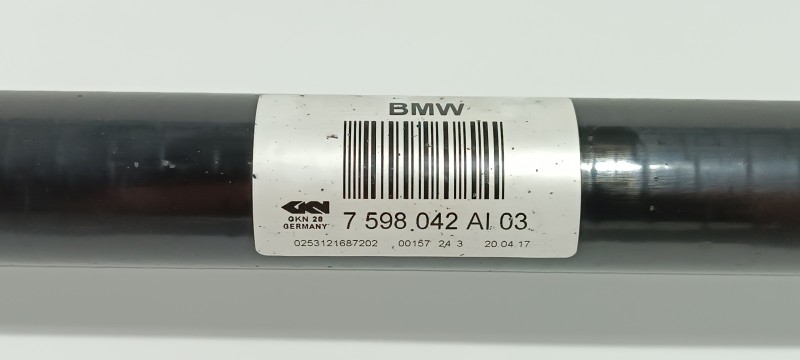 BMW
GKN
GKN 28
GERMANY
7 598 042 AI 03
0253121687202 00157 24 3 20.04.17